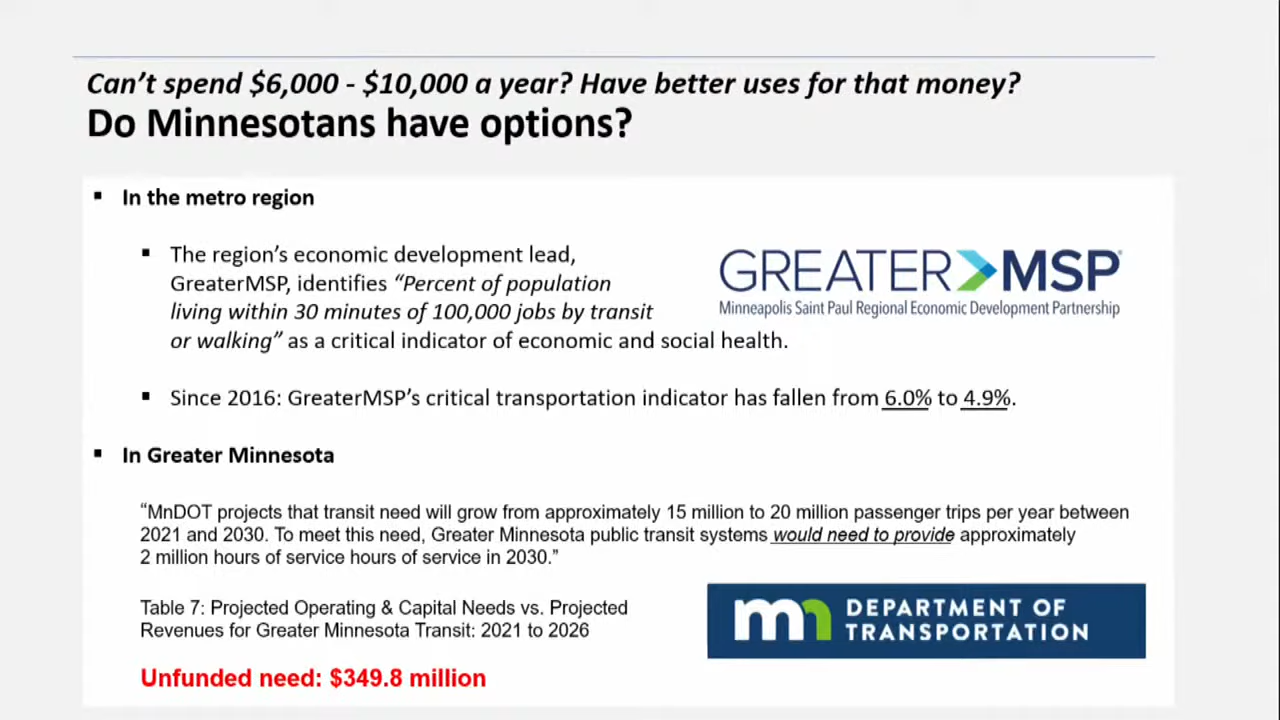 Can't spend $6,000 - $10,000 a year? Have better uses for that money?
Do Minnesotans have options?
▪ In the metro region
▪ The region's economic development lead,
GreaterMSP, identifies “Percent of population
living within 30 minutes of 100,000 jobs by transit
or walking” as a critical indicator of economic and social health.
GREATER MSP®
Minneapolis Saint Paul Regional Economic Development Partnership
▪ Since 2016: GreaterMSP's critical transportation indicator has fallen from 6.0% to 4.9%.
▪ In Greater Minnesota
“MnDOT projects that transit need will grow from approximately 15 million to 20 million passenger trips per year between
2021 and 2030. To meet this need, Greater Minnesota public transit systems would need to provide approximately
2 million hours of service hours of service in 2030.”
Table 7: Projected Operating & Capital Needs vs. Projected
Revenues for Greater Minnesota Transit: 2021 to 2026
mn DEPARTMENT OF
TRANSPORTATION
Unfunded need: $349.8 million